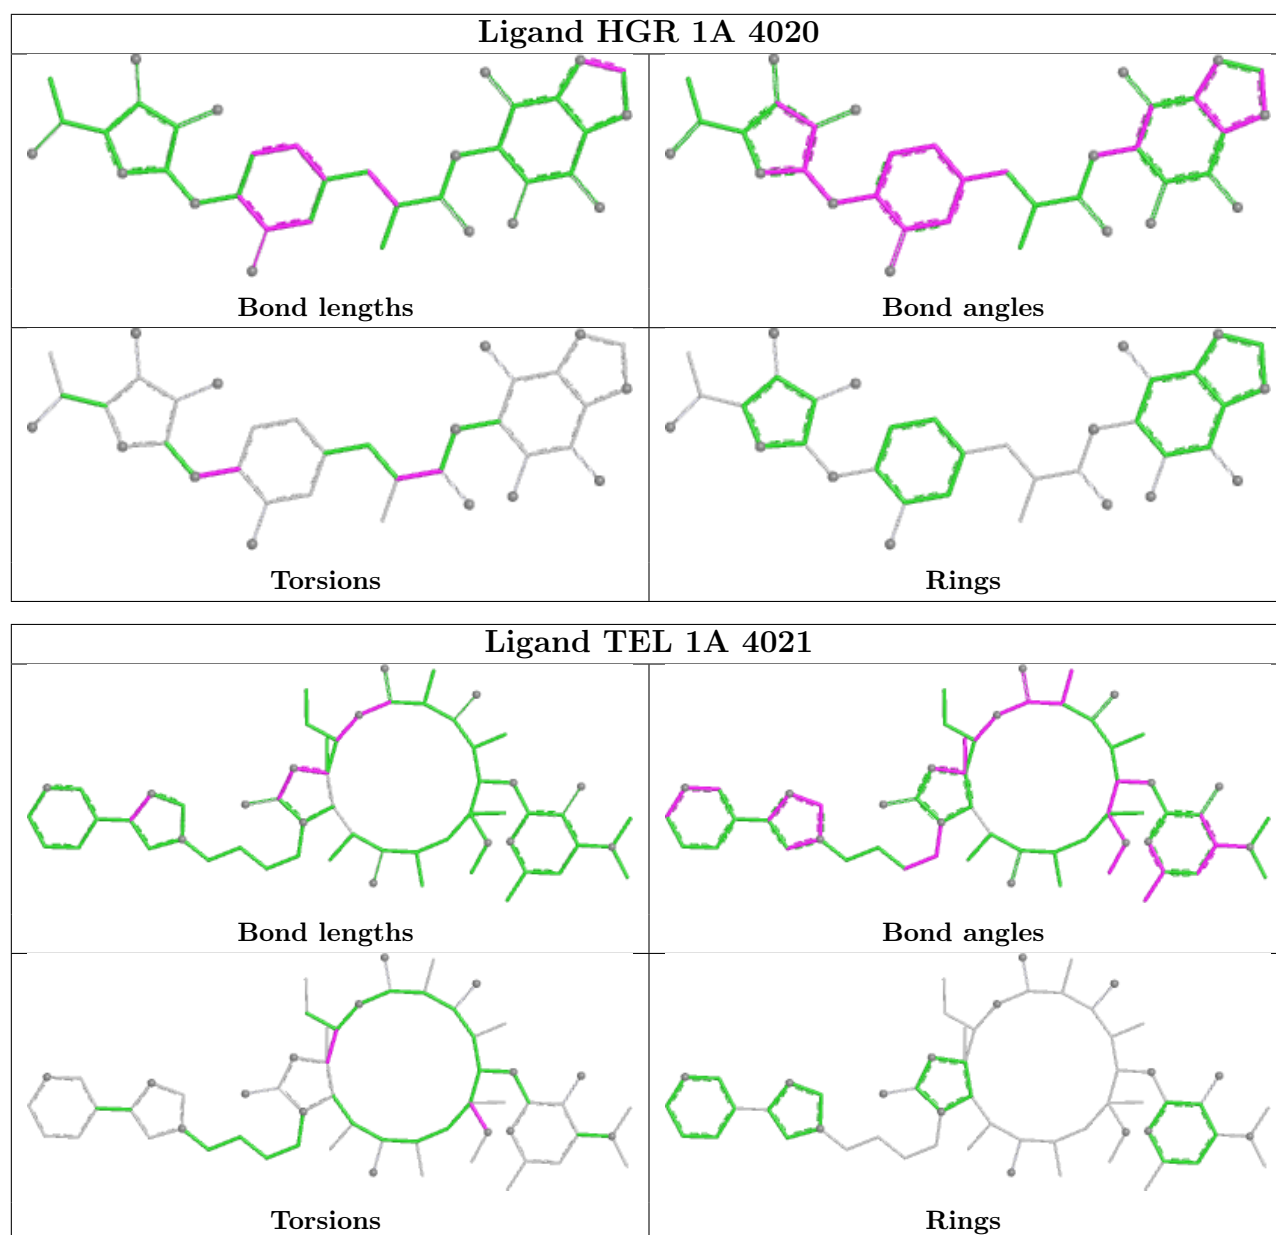 Ligand HGR 1A 4020
Bond lengths
Bond angles
Torsions
Rings
Ligand TEL 1A 4021
Bond lengths
Bond angles
Torsions
Rings